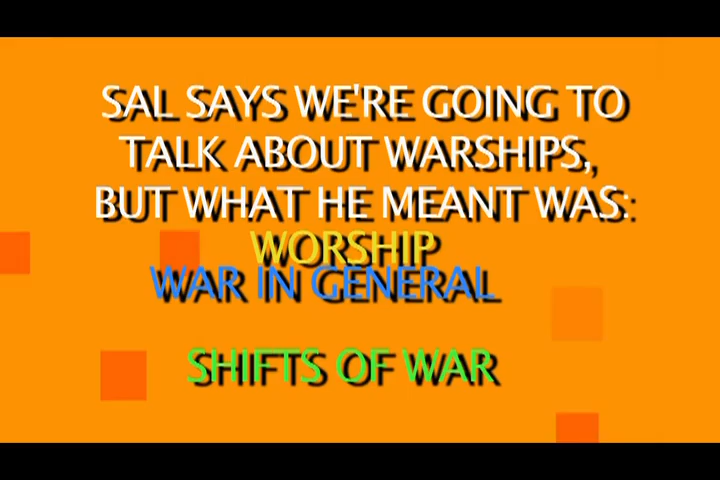 SAL SAYS WE'RE GOING TO
TALK ABOUT WARSHIPS,
BUT WHAT HE MEANT WAS:
WORSHIP
WAR IN GENERAL
SHIFTS OF WAR